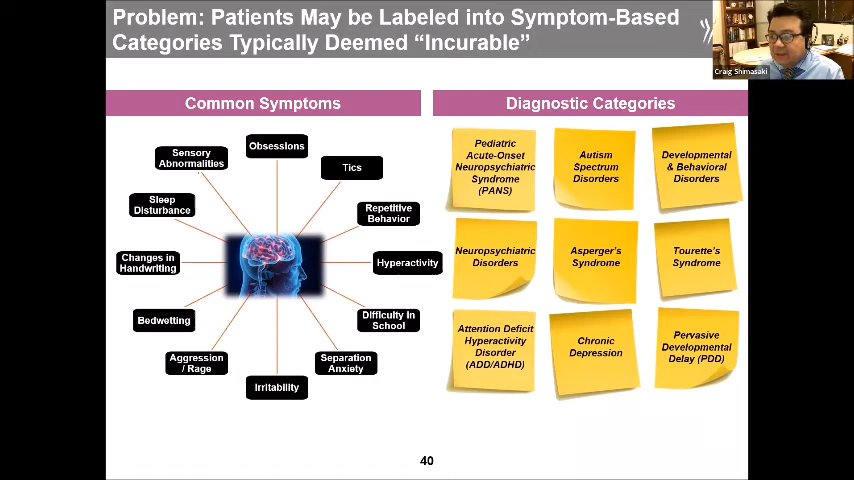 Problem: Patients May be Labeled into Symptom-Based
Categories Typically Deemed “Incurable”
Craig Shimasaki
Common Symptoms
Obsessions
Tics
Repetitive
Behavior
Hyperactivity
Difficulty In
School
Separation
Anxiety
Irritability
Aggression
/ Rage
Bedwetting
Changes in
Handwriting
Sleep
Disturbance
Sensory
Abnormalities
Diagnostic Categories
Pediatric
Acute-Onset
Neuropsychiatric
Syndrome
(PANS)
Autism
Spectrum
Disorders
Developmental
& Behavioral
Disorders
Neuropsychiatric
Disorders
Asperger's
Syndrome
Tourette's
Syndrome
Attention Deficit
Hyperactivity
Disorder
(ADD/ADHD)
Chronic
Depression
Pervasive
Developmental
Delay (PDD)
40